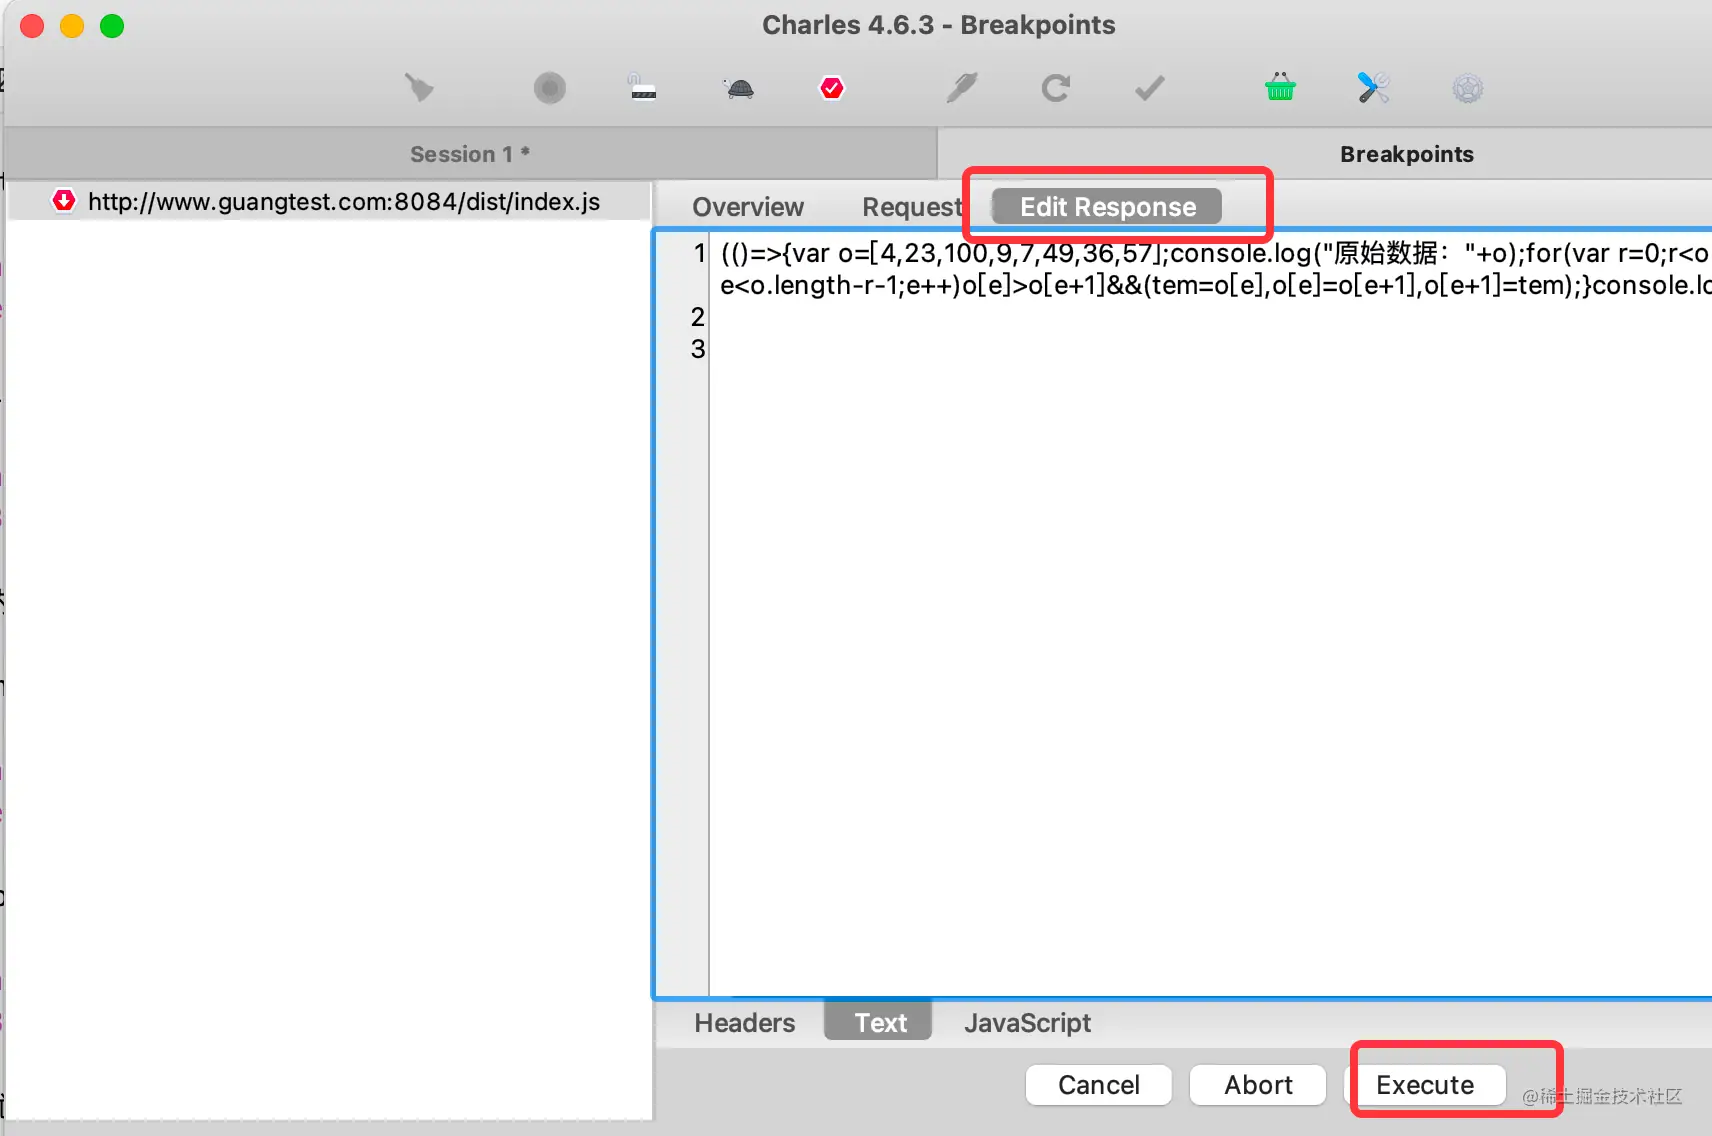 Charles 4.6.3 - Breakpoints
Session 1 *
Breakpoints
http://www.guangtest.com:8084/dist/index.js
Overview
Request
Edit Response
1
(()=>{var o=[4,23,100,9,7,49,36,57];console.log("原始数据："+o);for(var r=0;r<o
e<o.length-r-1;e++)o[e]>o[e+1]&&(tem=o[e],o[e]=o[e+1],o[e+1]=tem);}console.lo
2
3
Headers
Text
JavaScript
Cancel
Abort
Execute
@稀土掘金技术社区